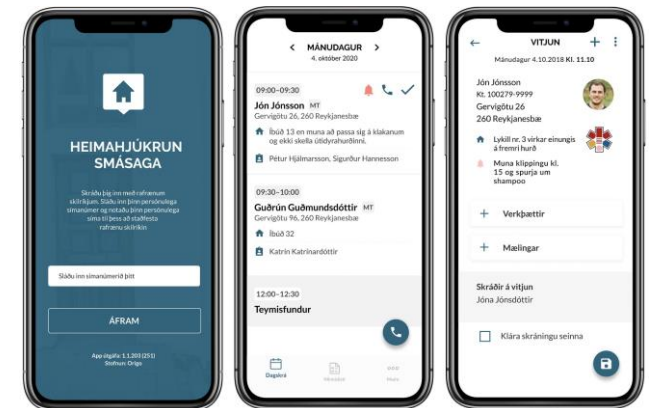 HEIMAHJÚKRUN
SMÁSAGA
Skráðu þig inn með rafrænum
skilríkjum. Sláðu inn þinn persónulega
símanúmer og notaðu þinn persónulega
síma til þess að staðfesta
rafrænu skilríkin
Sláðu inn símanúmerið þitt
ÁFRAM
App útgáfa: 1.1.203 (251)
Stofnun: Origo
< MÁNUDAGUR >
4. október 2020
09:00-09:30
Jón Jónsson MT
Gervigötu 26, 260 Reykjanesbæ
Íbúð 13 en muna að passa sig á klakanum
og ekki skella útidyrahurðinni.
Pétur Hjálmarsson, Sigurður Hannesson
09:30-10:00
Guðrún Guðmundsdóttir MT
Gervigötu 96, 260 Reykjanesbæ
Íbúð 32
Katrín Katrínardóttir
12:00-12:30
Teymisfundur
Dagskrá
Meira
VITJUN
Mánudagur 4.10.2018 Kl. 11.10
Jón Jónsson
Kt. 100279-9999
Gervigötu 26
260 Reykjanesbæ
Lykill nr. 3 virkar einungis
á fremri hurð
Muna klippingu kl.
15 og spurja um
shampoo
+ Verkþættir
+ Mælingar
Skráðir á vitjun
Jóna Jónsdóttir
Klára skráningu seinna